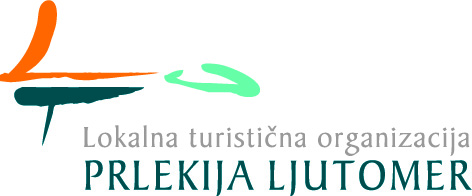 Lokalna turistična organizacija
PRLEKIJA LJUTOMER